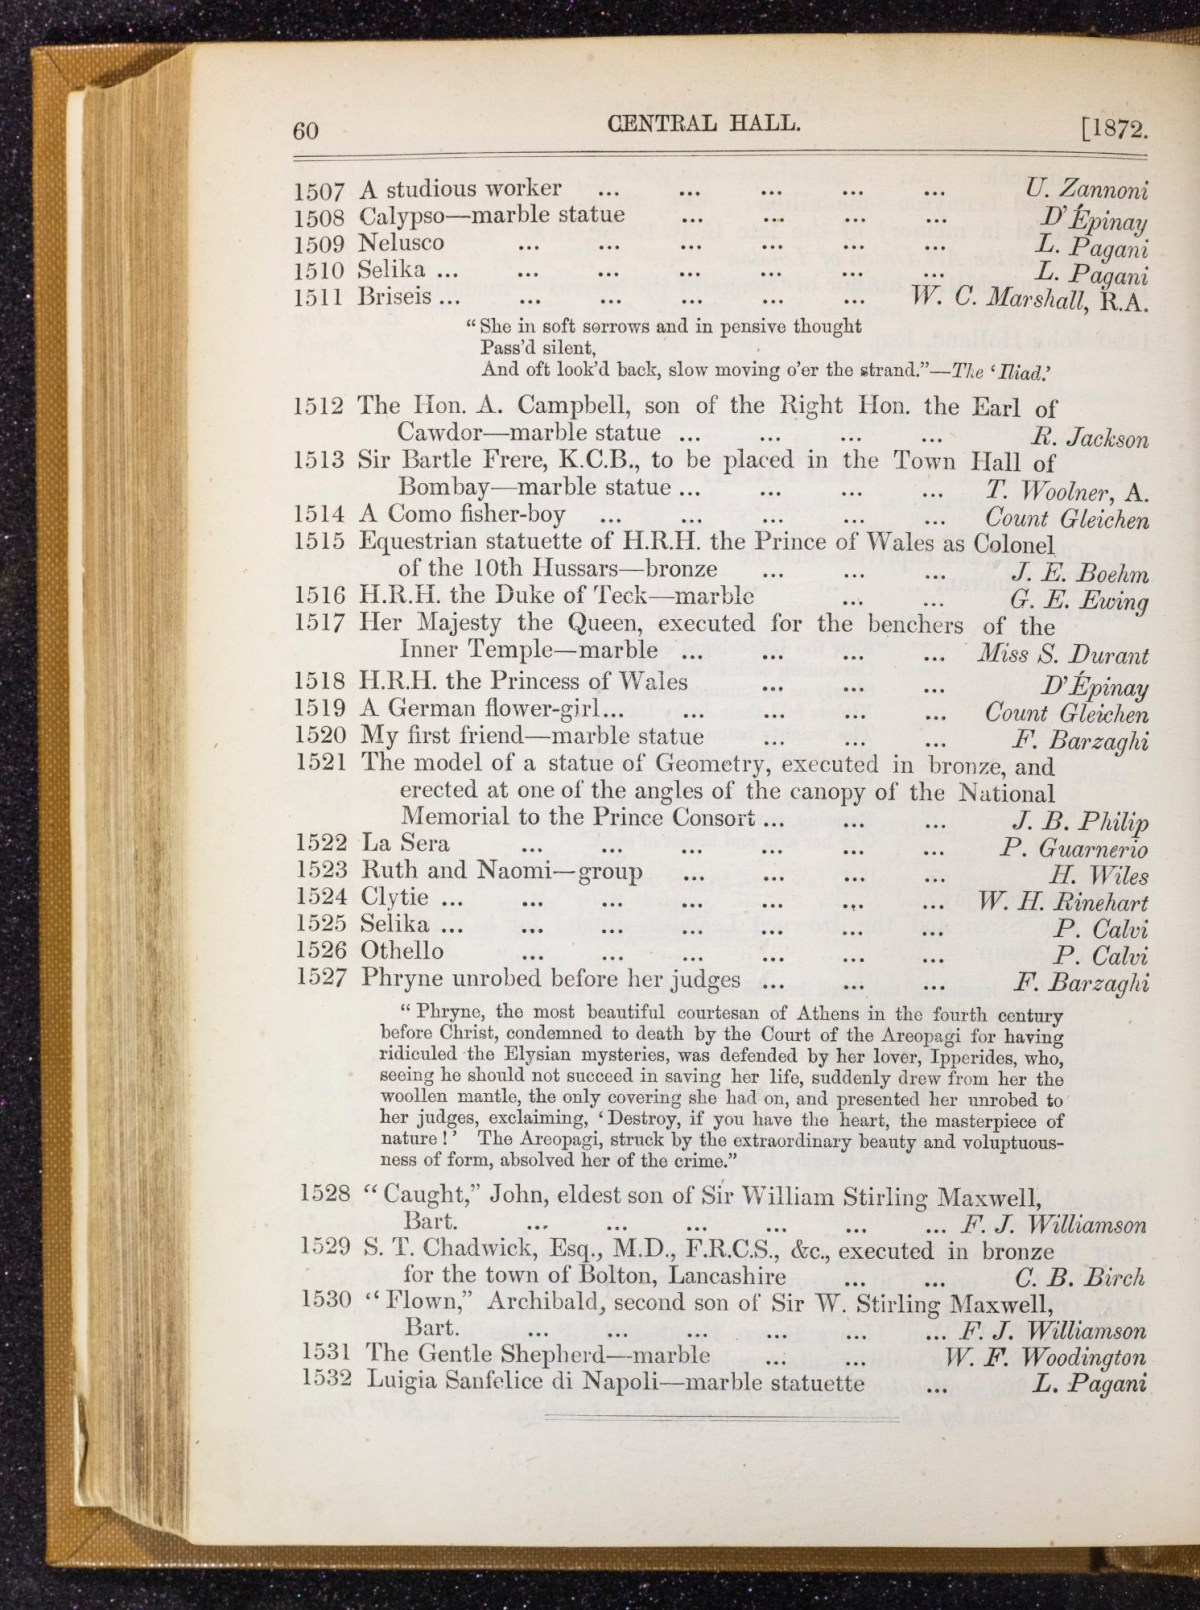 60 CENTRAL HALL. [1872.
1507 A studious worker ... ... ... ... ... U. Zannoni
1508 Calypso—marble statue ... ... ... ... D'Épinay
1509 Nelusco ... ... ... ... ... ... L. Pagani
1510 Selika ... ... ... ... ... ... ... L. Pagani
1511 Briseis ... ... ... ... ... ... W. C. Marshall, R.A.
“She in soft sorrows and in pensive thought
Pass'd silent,
And oft look'd back, slow moving o'er the strand.”—The ‘Iliad.’
1512 The Hon. A. Campbell, son of the Right Hon. the Earl of
Cawdor—marble statue ... ... ... ... R. Jackson
1513 Sir Bartle Frere, K.C.B., to be placed in the Town Hall of
Bombay—marble statue ... ... ... ... T. Woolner, A.
1514 A Como fisher-boy ... ... ... ... ... Count Gleichen
1515 Equestrian statuette of H.R.H. the Prince of Wales as Colonel
of the 10th Hussars—bronze ... ... ... J. E. Boehm
1516 H.R.H. the Duke of Teck—marble ... ... G. E. Ewing
1517 Her Majesty the Queen, executed for the benchers of the
Inner Temple—marble ... ... ... ... Miss S. Durant
1518 H.R.H. the Princess of Wales ... ... ... D'Épinay
1519 A German flower-girl... ... ... ... ... Count Gleichen
1520 My first friend—marble statue ... ... ... F. Barzaghi
1521 The model of a statue of Geometry, executed in bronze, and
erected at one of the angles of the canopy of the National
Memorial to the Prince Consort ... ... ... J. B. Philip
1522 La Sera ... ... ... ... ... ... P. Guarnerio
1523 Ruth and Naomi—group ... ... ... ... H. Wiles
1524 Clytie ... ... ... ... ... ... ... W. H. Rinehart
1525 Selika ... ... ... ... ... ... ... P. Calvi
1526 Othello ... ... ... ... ... ... P. Calvi
1527 Phryne unrobed before her judges ... ... ... F. Barzaghi
“Phryne, the most beautiful courtesan of Athens in the fourth century
before Christ, condemned to death by the Court of the Areopagi for having
ridiculed the Elysian mysteries, was defended by her lover, Ipperides, who,
seeing he should not succeed in saving her life, suddenly drew from her the
woollen mantle, the only covering she had on, and presented her unrobed to
her judges, exclaiming, ‘Destroy, if you have the heart, the masterpiece of
nature!’ The Areopagi, struck by the extraordinary beauty and voluptuous-
ness of form, absolved her of the crime.”
1528 “Caught,” John, eldest son of Sir William Stirling Maxwell,
Bart. ... ... ... ... ... ... F. J. Williamson
1529 S. T. Chadwick, Esq., M.D., F.R.C.S., &c., executed in bronze
for the town of Bolton, Lancashire ... ... C. B. Birch
1530 “Flown,” Archibald, second son of Sir W. Stirling Maxwell,
Bart. ... ... ... ... ... ... F. J. Williamson
1531 The Gentle Shepherd—marble ... ... W. F. Woodington
1532 Luigia Sanfelice di Napoli—marble statuette ... L. Pagani